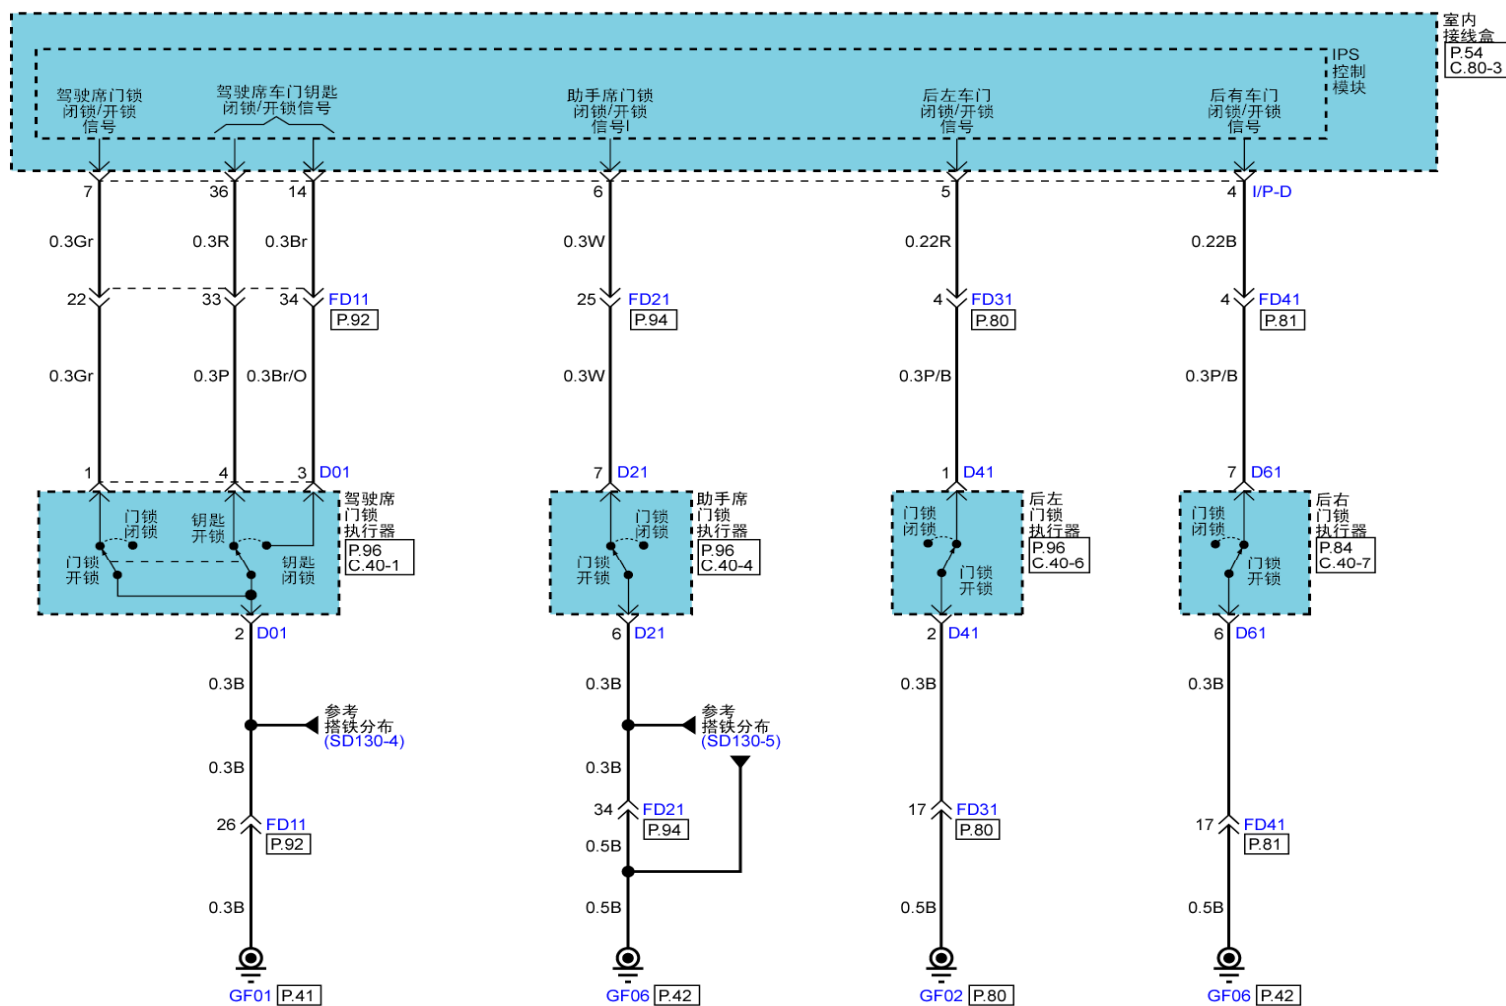 室内
接线盒
P.54
C.80-3
IPS
控制
模块
驾驶席门锁
闭锁/开锁
信号
驾驶席车门钥匙
闭锁/开锁信号
助手席门锁
闭锁/开锁
信号I
后左车门
闭锁/开锁
信号
后有车门
闭锁/开锁
信号
7 36 14 6 5 4 I/P-D
0.3Gr 0.3R 0.3Br 0.3W 0.22R 0.22B
22 33 34 FD11 25 FD21 4 FD31 4 FD41
P.92 P.94 P.80 P.81
0.3Gr 0.3P 0.3Br/O 0.3W 0.3P/B 0.3P/B
1 4 3 D01 7 D21 1 D41 7 D61
门锁
闭锁
钥匙
开锁
门锁
开锁
钥匙
闭锁
驾驶席
门锁
执行器
P.96
C.40-1
门锁
闭锁
门锁
开锁
助手席
门锁
执行器
P.96
C.40-4
门锁
闭锁
门锁
开锁
后左
门锁
执行器
P.96
C.40-6
门锁
闭锁
门锁
开锁
后右
门锁
执行器
P.84
C.40-7
2 D01 6 D21 2 D41 6 D61
0.3B 0.3B 0.3B 0.3B
参考
搭铁分布
(SD130-4)
参考
搭铁分布
(SD130-5)
0.3B 0.3B
26 FD11 34 FD21 17 FD31 17 FD41
P.92 P.94 P.80 P.81
0.5B
0.3B 0.5B 0.5B 0.5B
GF01 P.41 GF06 P.42 GF02 P.80 GF06 P.42